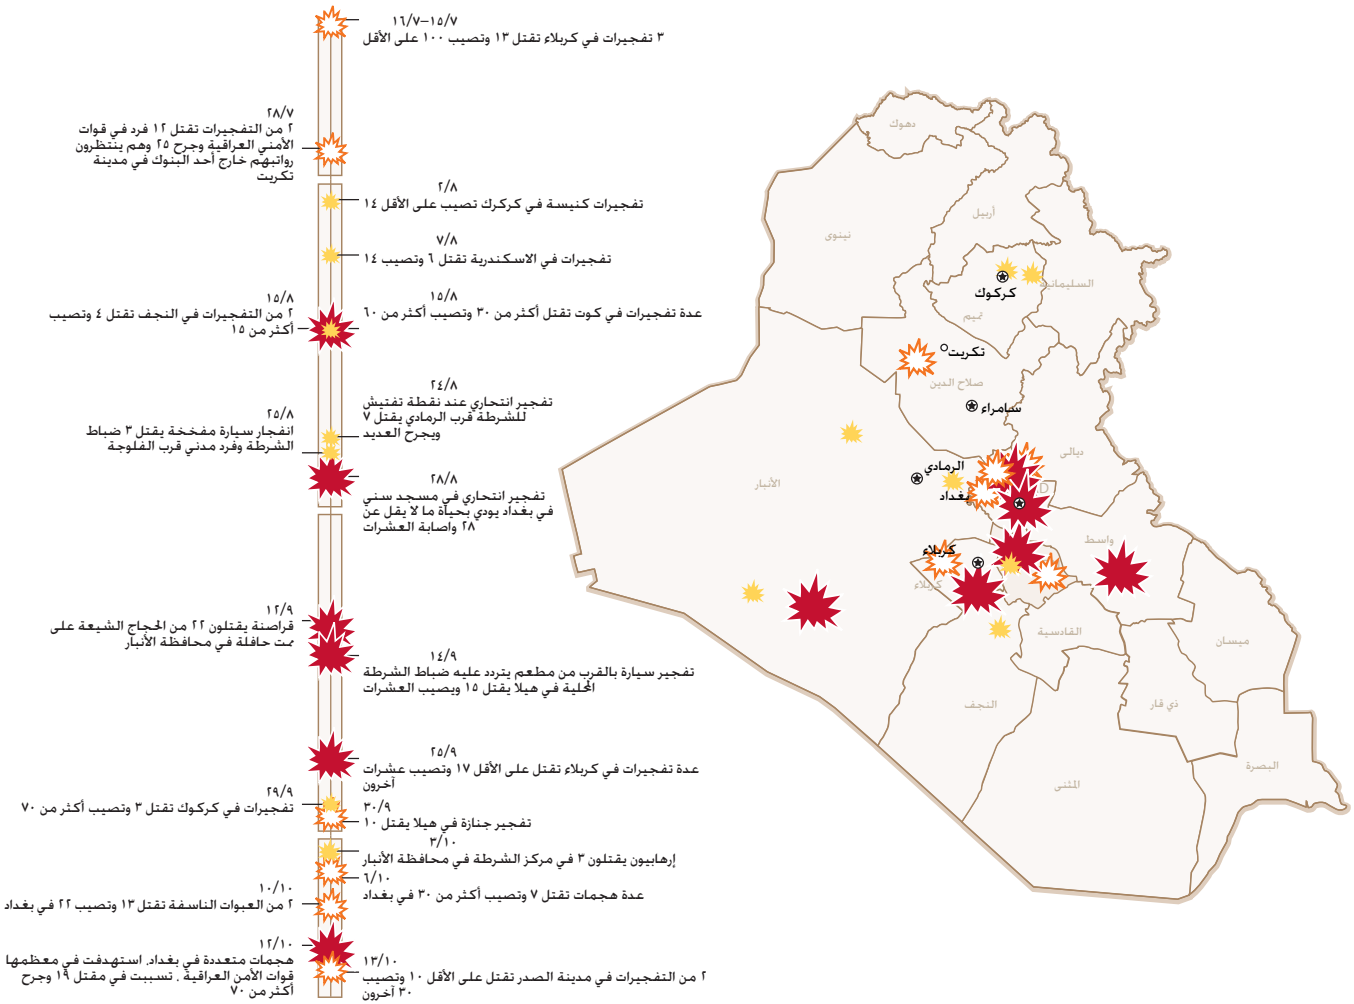 ١٥/٧–١٦/٧
٣ تفجيرات في كربلاء تقتل ١٣ وتصيب ١٠٠ على الأقل
٢٨/٧
٢ من التفجيرات تقتل ١٢ فرد في قوات
الأمني العراقية وجرح ٢٥ وهم ينتظرون
رواتبهم خارج أحد البنوك في مدينة
تكريت
٢/٨
تفجيرات كنيسة في كركرك تصيب على الأقل ١٤
٧/٨
تفجيرات في الاسكندرية تقتل ٦ وتصيب ١٤
١٥/٨
٢ من التفجيرات في النجف تقتل ٤ وتصيب
أكثر من ١٥
١٥/٨
عدة تفجيرات في كوت تقتل أكثر من ٣٠ وتصيب أكثر من ٦٠
٢٤/٨
تفجير انتحاري عند نقطة تفتيش
للشرطة قرب الرمادي يقتل ٧
ويجرح العديد
٢٥/٨
انفجار سيارة مفخخة يقتل ٣ ضباط
الشرطة وفرد مدني قرب الفلوجة
٢٨/٨
تفجير انتحاري في مسجد سني
في بغداد يودي بحياة ما لا يقل عن
٢٨ واصابة العشرات
١٢/٩
قراصنة يقتلون ٢٢ من الحجاج الشيعة على
مت حافلة في محافظة الأنبار
١٤/٩
تفجير سيارة بالقرب من مطعم يتردد عليه ضباط الشرطة
المحلية في هيلا يقتل ١٥ ويصيب العشرات
٢٥/٩
عدة تفجيرات في كربلاء تقتل على الأقل ١٧ وتصيب عشرات
آخرون
٢٩/٩
تفجيرات في كركوك تقتل ٣ وتصيب أكثر من ٧٠
٣٠/٩
تفجير جنازة في هيلا يقتل ١٠
٣/١٠
إرهابيون يقتلون ٣ في مركز الشرطة في محافظة الأنبار
٦/١٠
عدة هجمات تقتل ٧ وتصيب أكثر من ٣٠ في بغداد
١٠/١٠
٢ من العبوات الناسفة تقتل ١٣ وتصيب ٢٢ في بغداد
١٢/١٠
هجمات متعددة في بغداد. استهدفت في معظمها
قوات الأمن العراقية . تسببت في مقتل ١٩ وجرح
أكثر من ٧٠
١٣/١٠
٢ من التفجيرات في مدينة الصدر تقتل على الأقل ١٠ وتصيب
٣٠ آخرون
دهوك
أربيل
نينوى
السليمانية
كركوك
تميم
تكريت
صلاح الدين
سامراء
ديالى
الرمادي
الأنبار
بغداد
D
واسط
كربلاء
كربلاء
القادسية
ميسان
النجف
ذي قار
المثنى
البصرة